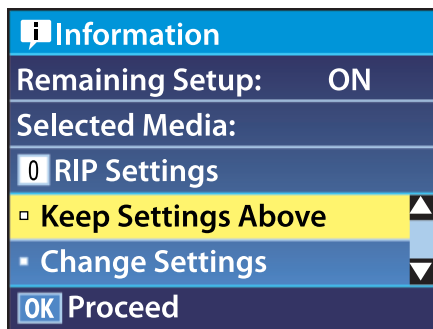 Information
Remaining Setup: ON
Selected Media:
0 RIP Settings
Keep Settings Above
Change Settings
OK Proceed